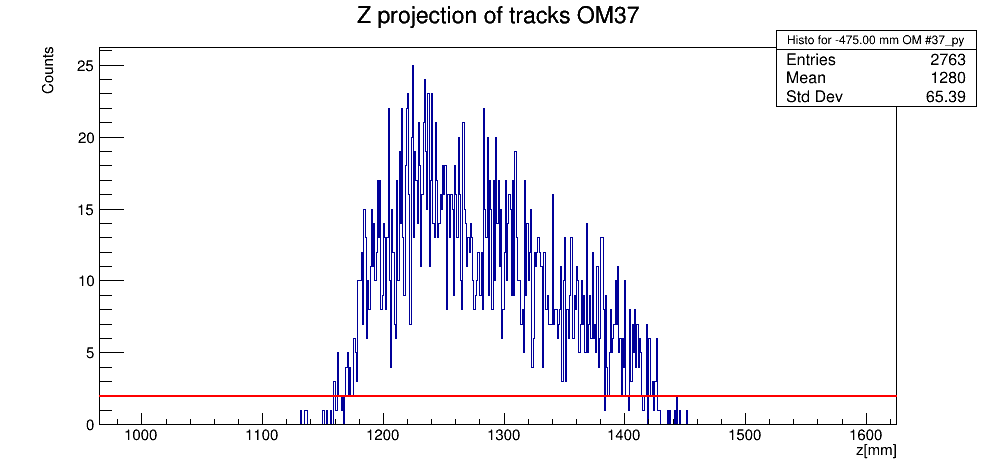 Z projection of tracks OM37
Histo for -475.00 mm OM #37_py
Entries 2763
Mean 1280
Std Dev 65.39
Counts
25
20
15
10
5
0
1000 1100 1200 1300 1400 1500 1600
z[mm]